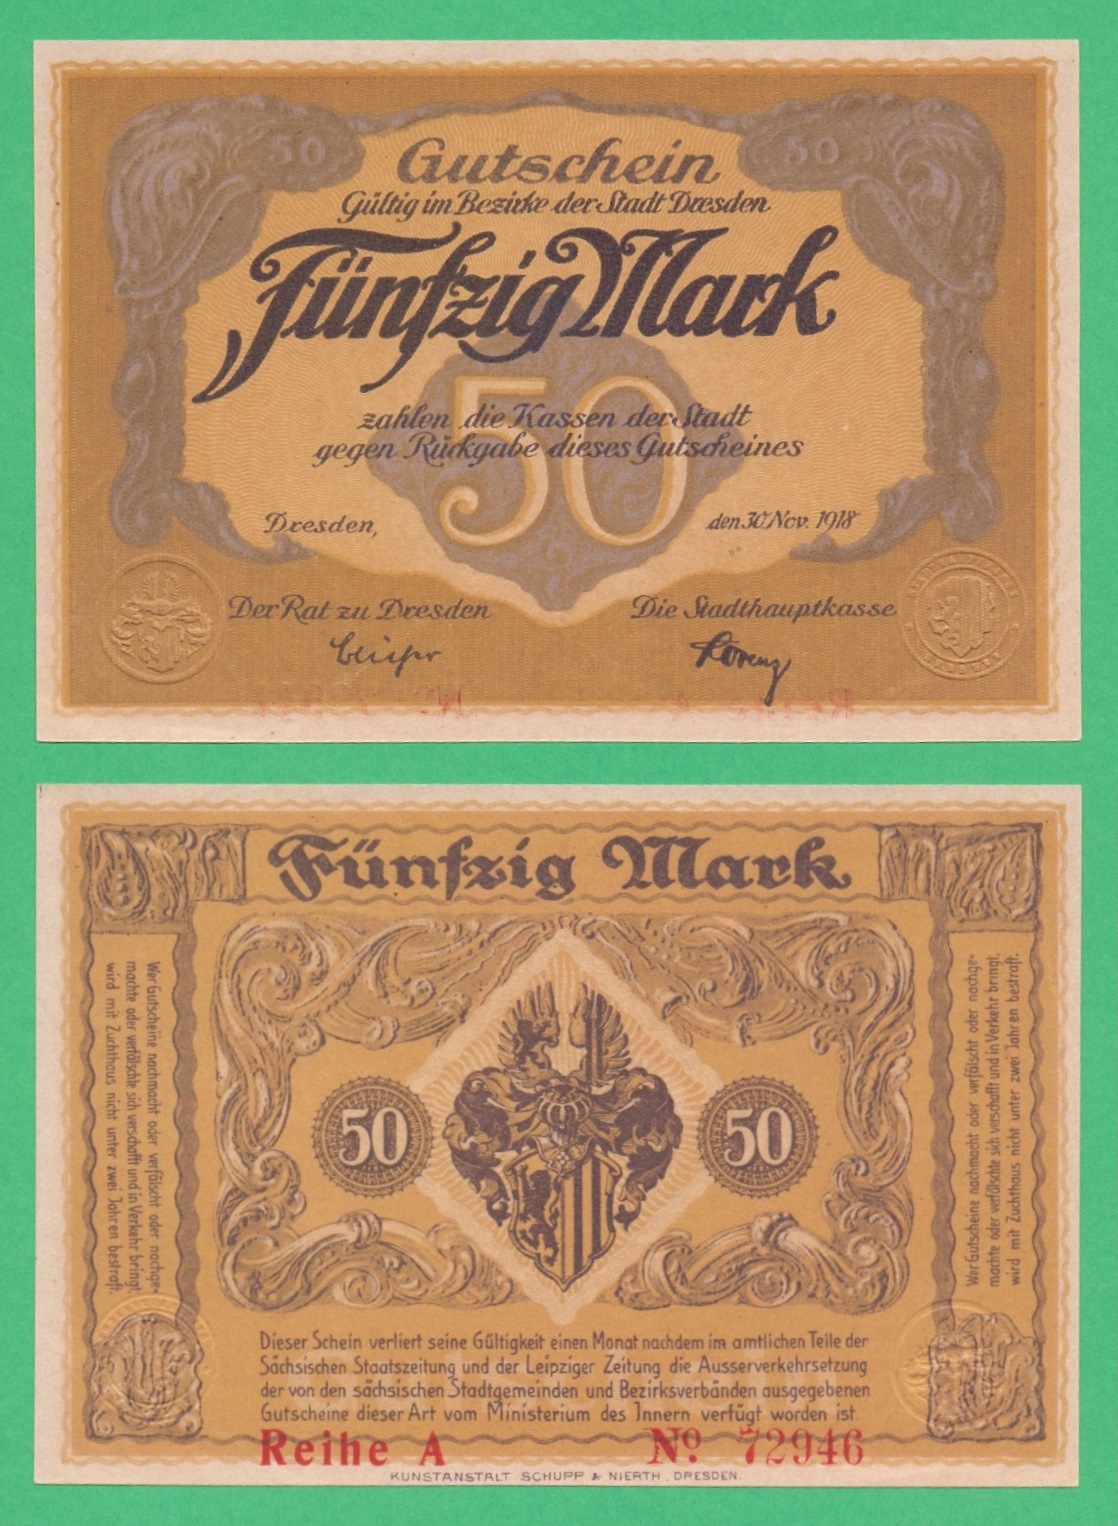 50
50
Gutschein
Gültig im Bezirke der Stadt Dresden
Fünfzig Mark
50
zahlen die Kassen der Stadt
gegen Rückgabe dieses Gutscheines
Dresden,
den 30. Nov. 1918
Der Rat zu Dresden
Die Stadthauptkasse
Lorenz
Fünfzig Mark
Wer Gutscheine nachmacht oder verfälscht oder nachge-
machte oder verfälschte sich verschafft und in Verkehr bringt,
wird mit Zuchthaus nicht unter zwei Jahren bestraft.
50
50
Wer Gutscheine nachmacht oder verfälscht oder nachge-
machte oder verfälschte sich verschafft und in Verkehr bringt,
wird mit Zuchthaus nicht unter zwei Jahren bestraft.
Dieser Schein verliert seine Gültigkeit einen Monat nachdem im amtlichen Teile der
Sächsischen Staatszeitung und der Leipziger Zeitung die Ausserverkehrsetzung
der von den sächsischen Stadtgemeinden und Bezirksverbänden ausgegebenen
Gutscheine dieser Art vom Ministerium des Innern verfügt worden ist.
Reihe A No. 72946
KUNSTANSTALT SCHUPP & NIERTH, DRESDEN.